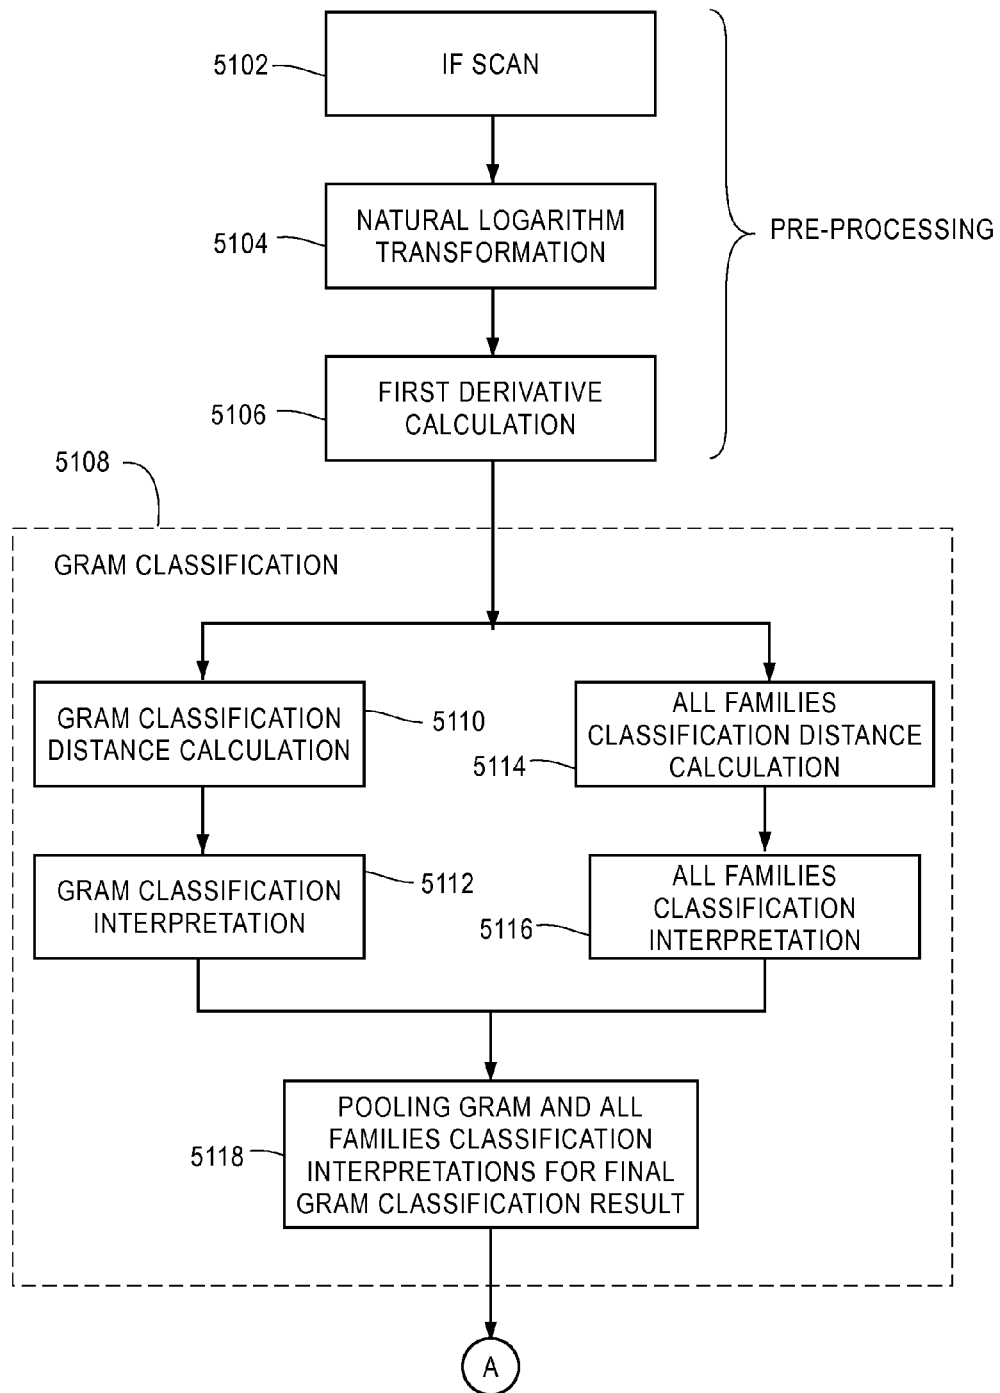 5102
IF SCAN
5104
NATURAL LOGARITHM
TRANSFORMATION
PRE-PROCESSING
5106
FIRST DERIVATIVE
CALCULATION
5108
GRAM CLASSIFICATION
GRAM CLASSIFICATION
DISTANCE CALCULATION
5110
ALL FAMILIES
CLASSIFICATION DISTANCE
CALCULATION
5114
GRAM CLASSIFICATION
INTERPRETATION
5112
ALL FAMILIES
CLASSIFICATION
INTERPRETATION
5116
5118
POOLING GRAM AND ALL
FAMILIES CLASSIFICATION
INTERPRETATIONS FOR FINAL
GRAM CLASSIFICATION RESULT
A